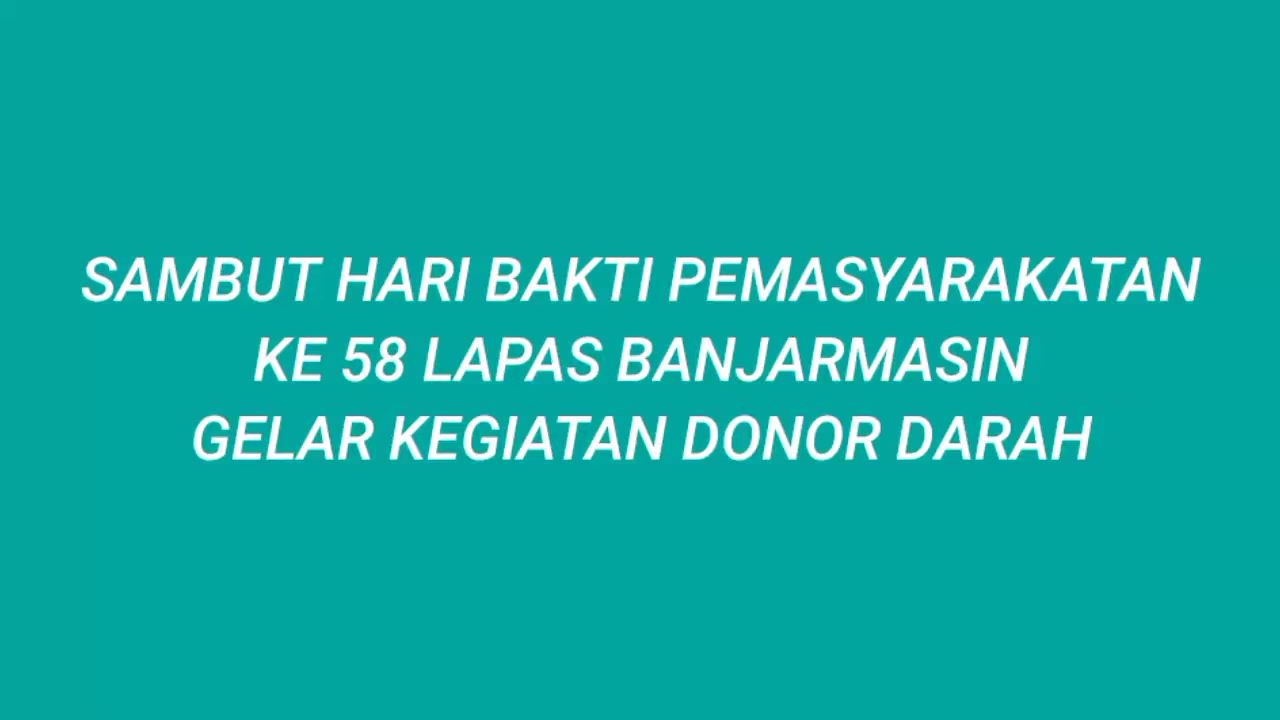 SAMBUT HARI BAKTI PEMASYARAKATAN
KE 58 LAPAS BANJARMASIN
GELAR KEGIATAN DONOR DARAH